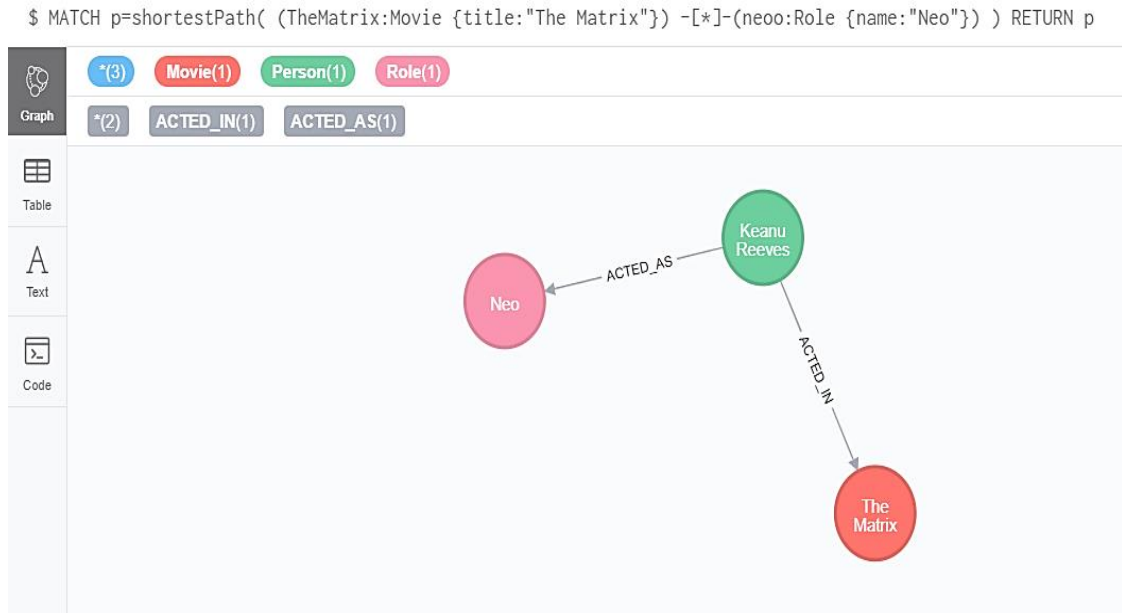 $ MATCH p=shortestPath( (TheMatrix:Movie {title:"The Matrix"}) -[*]-(neoo:Role {name:"Neo"}) ) RETURN p
*(3) Movie(1) Person(1) Role(1)
Graph
*(2) ACTED_IN(1) ACTED_AS(1)
Table
A
Text
>_
Code
Keanu
Reeves
ACTED_AS
Neo
ACTED_IN
The
Matrix